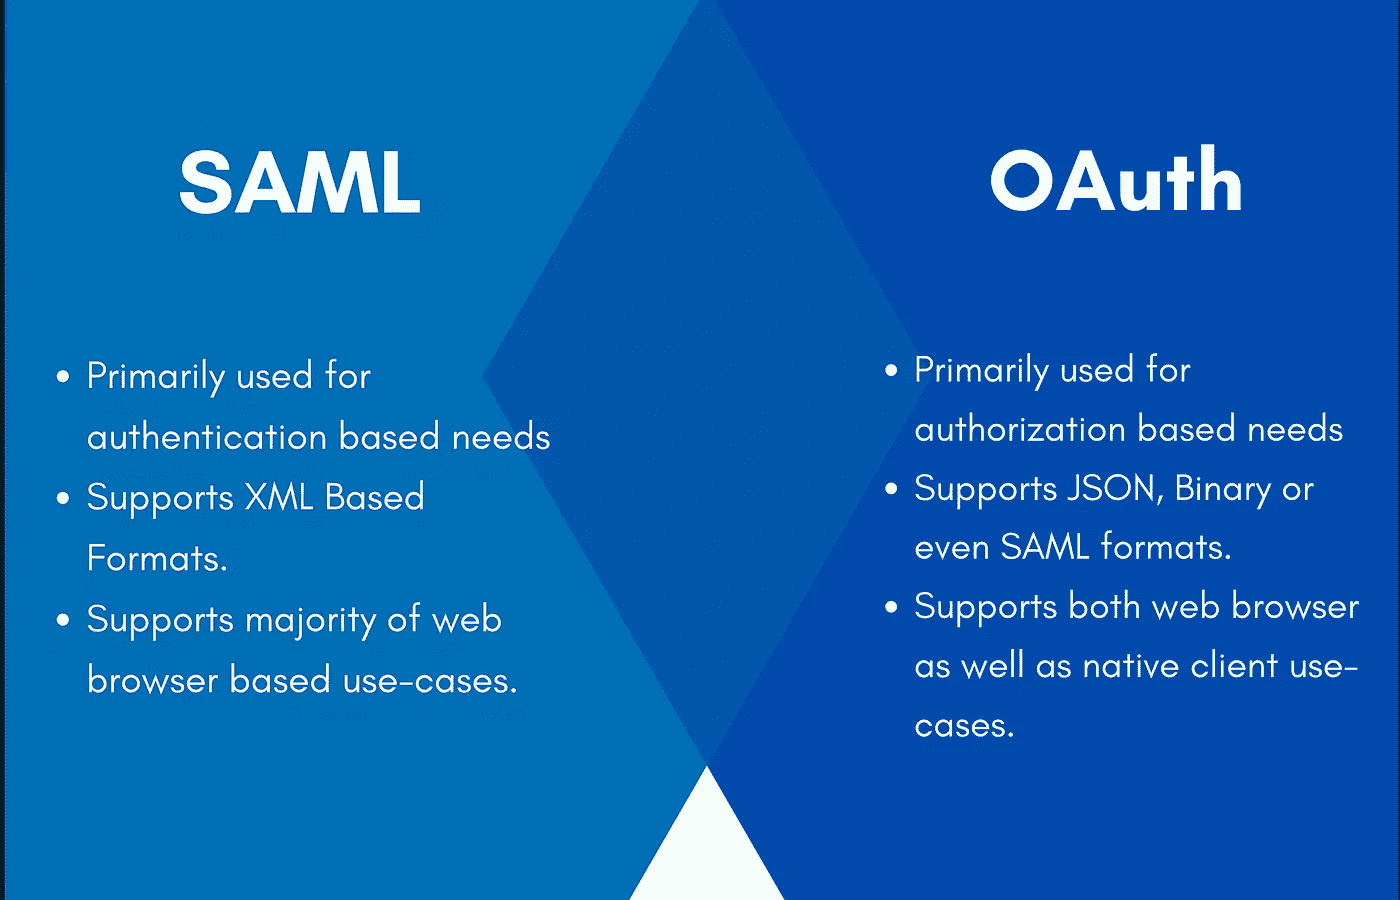 SAML
• Primarily used for
authentication based needs
• Supports XML Based
Formats.
• Supports majority of web
browser based use-cases.
OAuth
• Primarily used for
authorization based needs
• Supports JSON, Binary or
even SAML formats.
• Supports both web browser
as well as native client use-
cases.